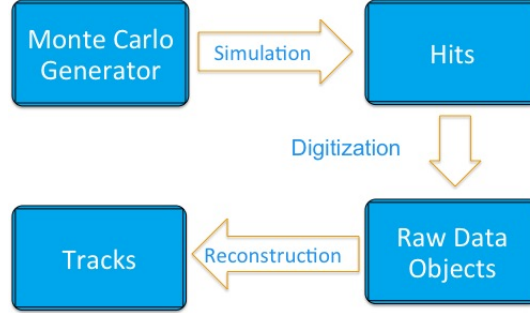 Monte Carlo
Generator
Simulation
Hits
Digitization
Raw Data
Objects
Reconstruction
Tracks